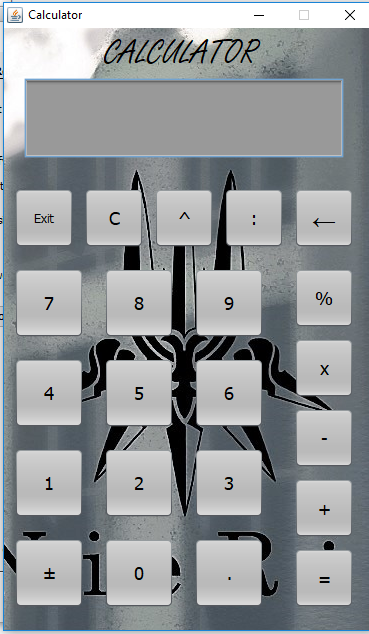 Calculator
CALCULATOR
Exit C ^ : ←
7 8 9 %
4 5 6 x
-
1 2 3 +
± 0 . =